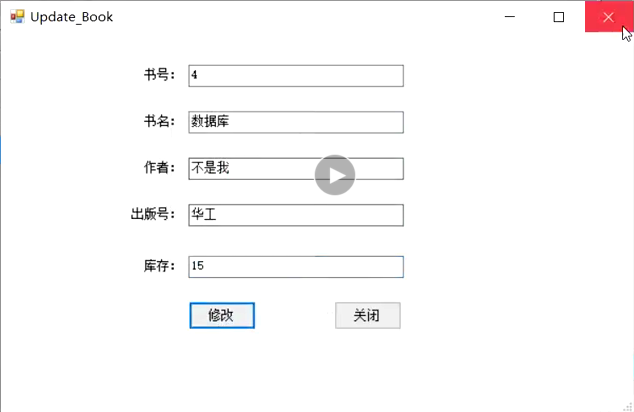 Update_Book
书号: 4
书名: 数据库
作者: 不是我
出版号: 华工
库存: 15
修改 关闭